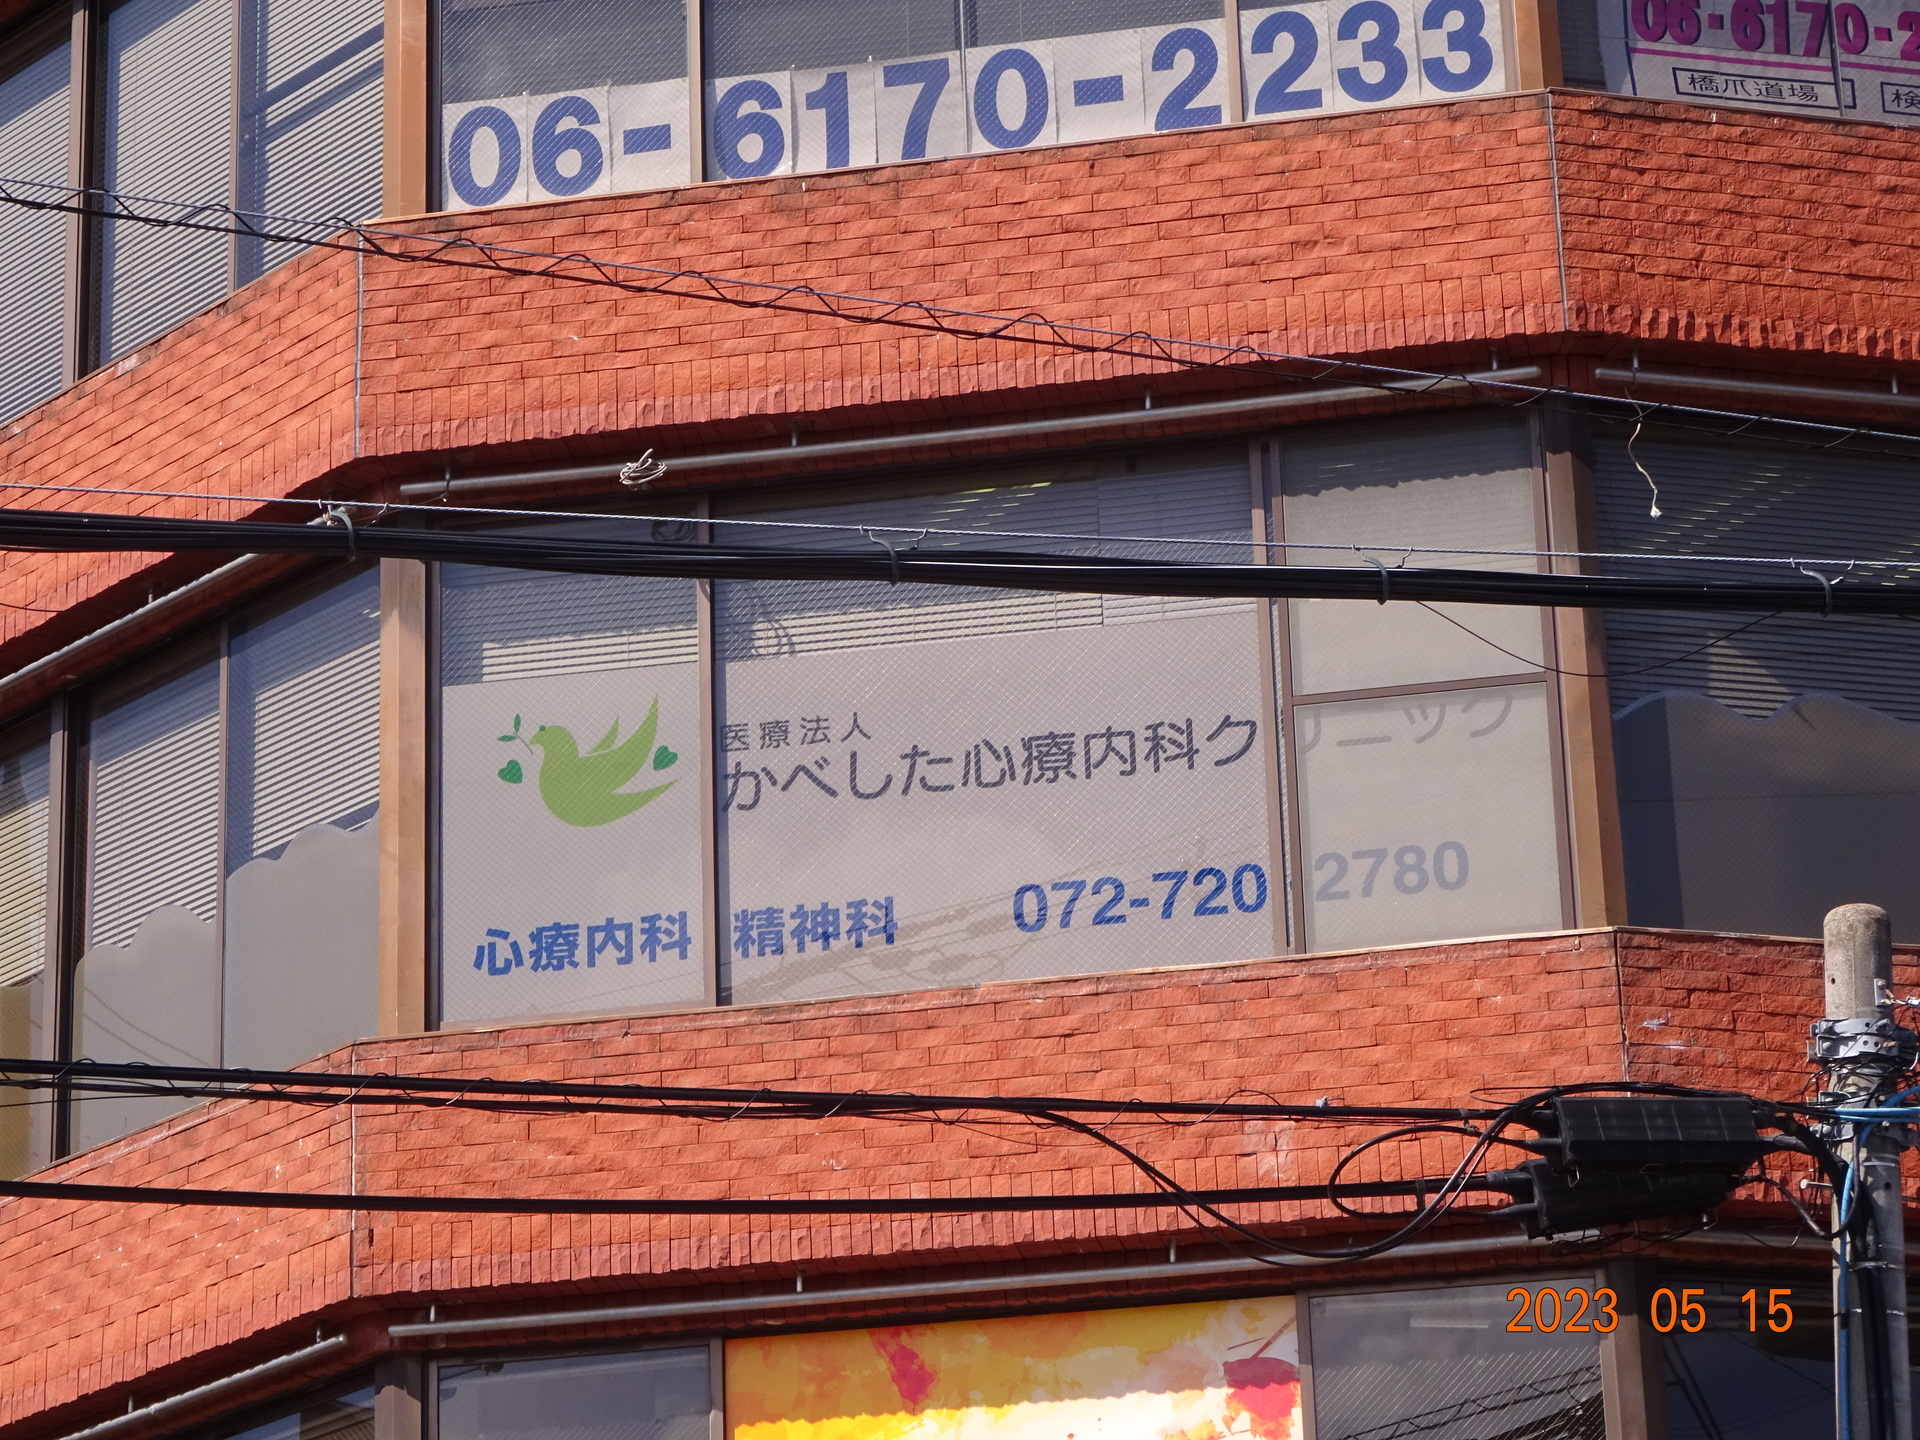 06-6170-2233
06-6170-2
橋爪道場
検
医療法人
かべした心療内科クリニック
心療内科 精神科 072-720-2780
2023 05 15